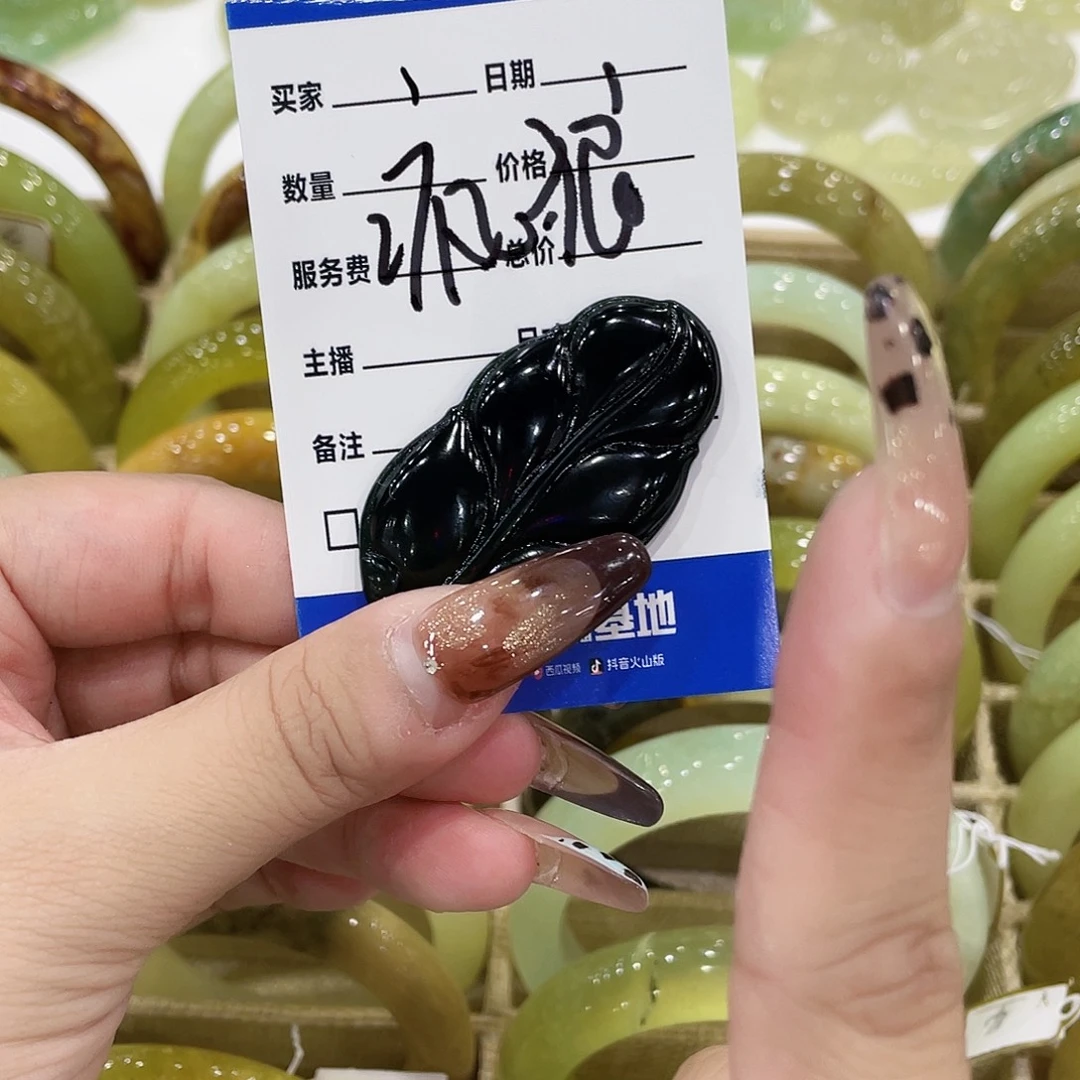 买家 日期
数量 价格
服务费 总价
主播
备注
基地
西瓜视频 抖音火山版